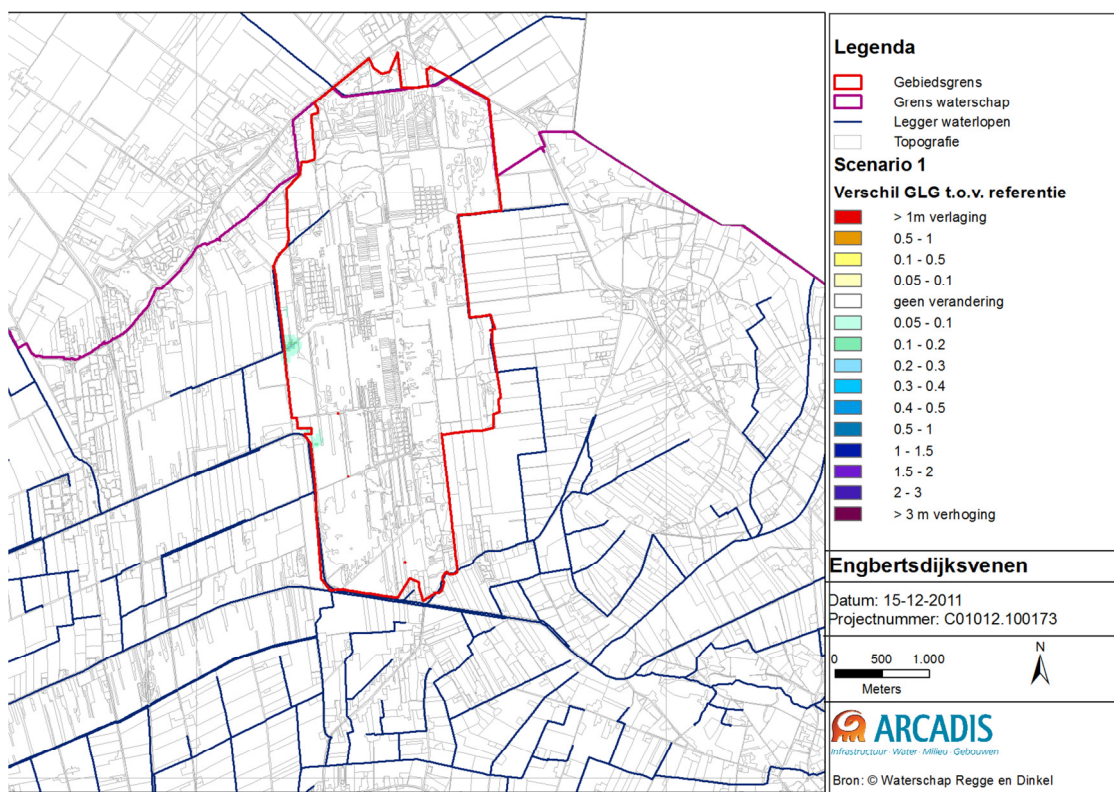 Legenda
Gebiedsgrens
Grens waterschap
Legger waterlopen
Topografie
Scenario 1
Verschil GLG t.o.v. referentie
> 1m verlaging
0.5 - 1
0.1 - 0.5
0.05 - 0.1
geen verandering
0.05 - 0.1
0.1 - 0.2
0.2 - 0.3
0.3 - 0.4
0.4 - 0.5
0.5 - 1
1 - 1.5
1.5 - 2
2 - 3
> 3 m verhoging
Engbertsdijksvenen
Datum: 15-12-2011
Projectnummer: C01012.100173
0 500 1.000
Meters
N
ARCADIS
Infrastructuur · Water · Milieu · Gebouwen
Bron: © Waterschap Regge en Dinkel